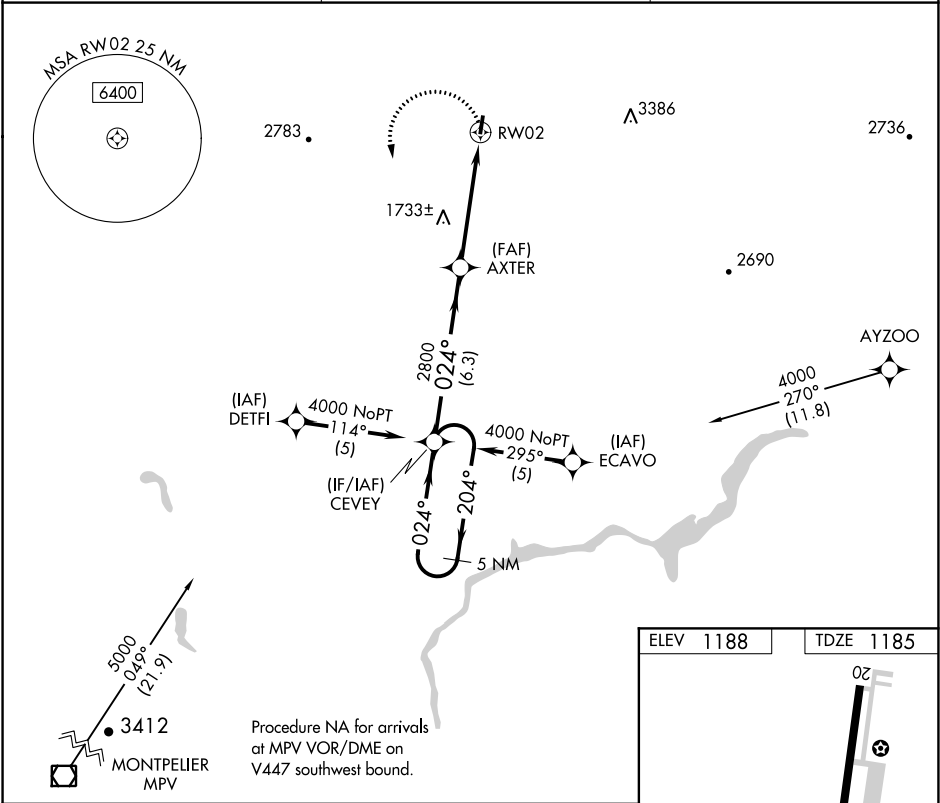 MSA RW02 25 NM
6400
2783
3386
2736
RW02
1733±
(FAF)
AXTER
2690
AYZOO
2800
024°
(6.3)
4000
270°
(11.8)
(IAF)
DETFI
4000 NoPT
114°
(5)
4000 NoPT
295°
(5)
(IAF)
ECAVO
(IF/IAF)
CEVEY
024°
204°
5 NM
5000
049°
(21.9)
3412
MONTPELIER
MPV
Procedure NA for arrivals
at MPV VOR/DME on
V447 southwest bound.
ELEV 1188
TDZE 1185
20